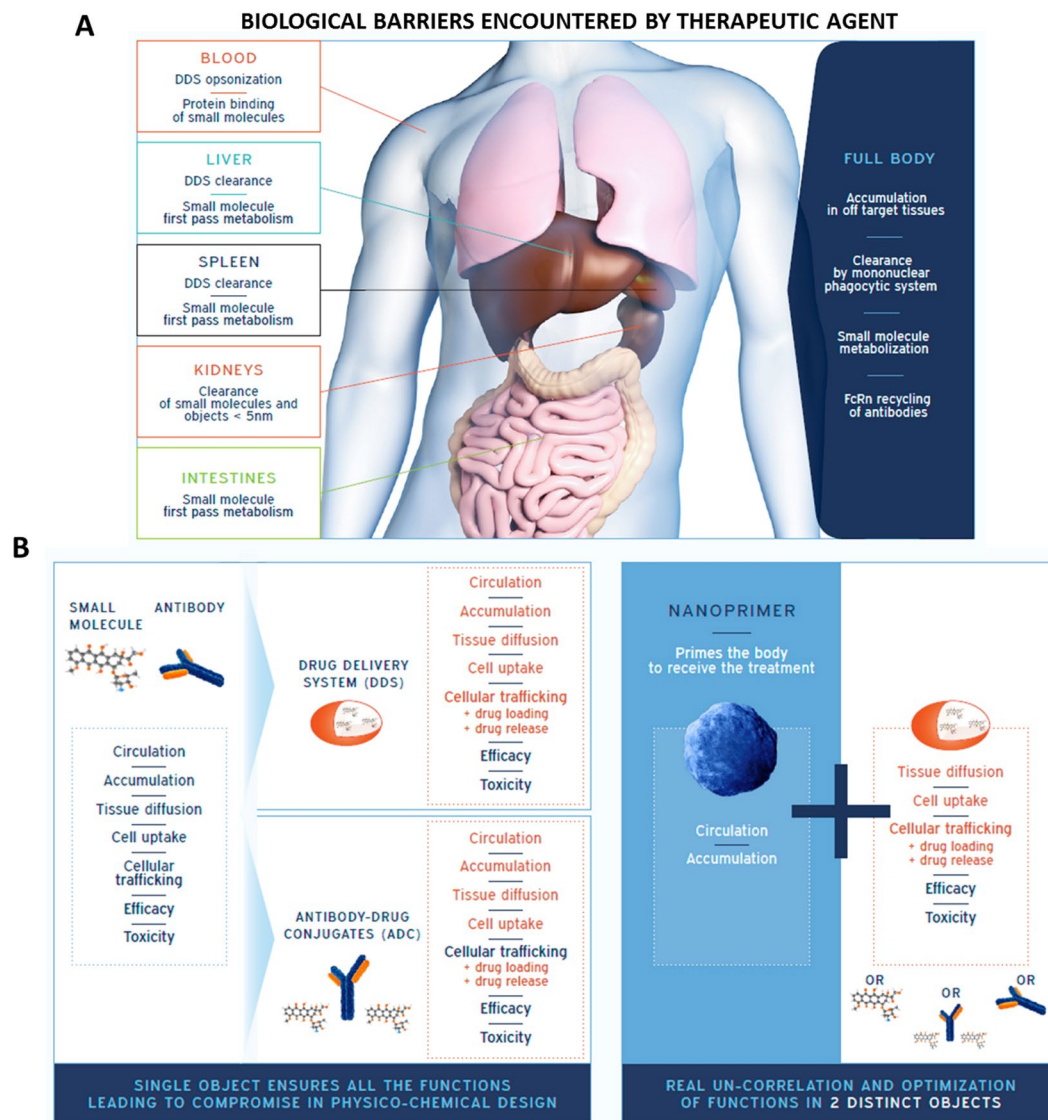 A
BIOLOGICAL BARRIERS ENCOUNTERED BY THERAPEUTIC AGENT
BLOOD
DDS opsonization
Protein binding
of small molecules
LIVER
DDS clearance
Small molecule
first pass metabolism
SPLEEN
DDS clearance
Small molecule
first pass metabolism
KIDNEYS
Clearance
of small molecules and
objects < 5nm
INTESTINES
Small molecule
first pass metabolism
FULL BODY
Accumulation
in off target tissues
Clearance
by mononuclear
phagocytic system
Small molecule
metabolization
FcRn recycling
of antibodies
B
SMALL
MOLECULE
ANTIBODY
Circulation
Accumulation
Tissue diffusion
Cell uptake
Cellular
trafficking
Efficacy
Toxicity
DRUG DELIVERY
SYSTEM (DDS)
Circulation
Accumulation
Tissue diffusion
Cell uptake
Cellular trafficking
+ drug loading
+ drug release
Efficacy
Toxicity
ANTIBODY-DRUG
CONJUGATES (ADC)
Circulation
Accumulation
Tissue diffusion
Cell uptake
Cellular trafficking
+ drug loading
+ drug release
Efficacy
Toxicity
SINGLE OBJECT ENSURES ALL THE FUNCTIONS
LEADING TO COMPROMISE IN PHYSICO-CHEMICAL DESIGN
NANOPRIMER
Primes the body
to receive the treatment
Circulation
Accumulation
Tissue diffusion
Cell uptake
Cellular trafficking
+ drug loading
+ drug release
Efficacy
Toxicity
OR
OR
OR
REAL UN-CORRELATION AND OPTIMIZATION
OF FUNCTIONS IN 2 DISTINCT OBJECTS